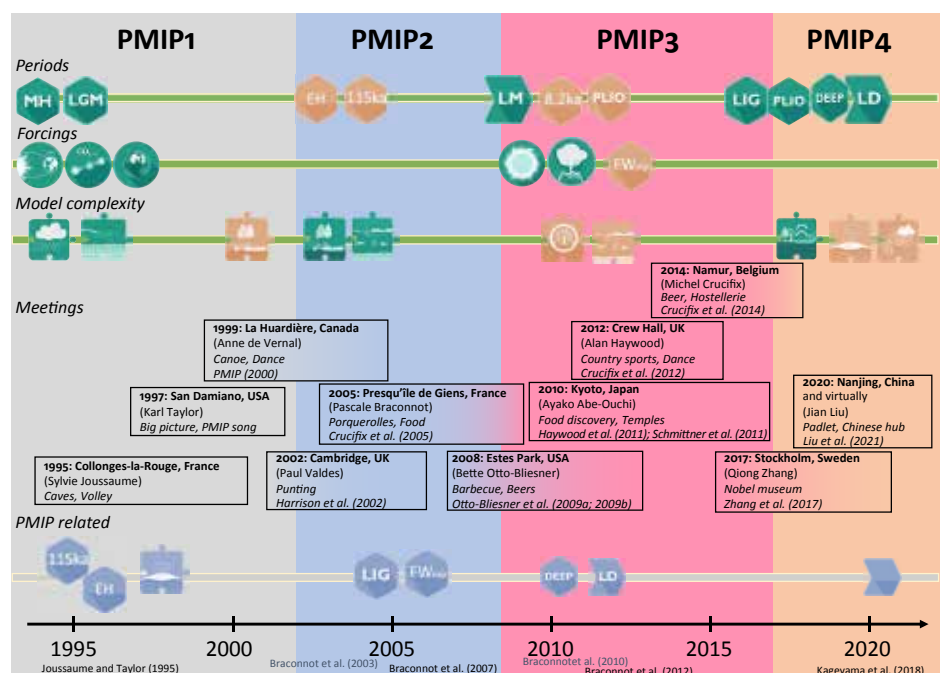 PMIP1
PMIP2
PMIP3
PMIP4
Periods
MH
LGM
EH
115ka
LM
8.2ka
PLIO
LIG
PLIO
DEEP
LD
Forcings
CO₂
FW
Model complexity
Meetings
2014: Namur, Belgium
(Michel Crucifix)
Beer, Hostellerie
Crucifix et al. (2014)
1999: La Huardière, Canada
(Anne de Vernal)
Canoe, Dance
PMIP (2000)
2012: Crew Hall, UK
(Alan Haywood)
Country sports, Dance
Crucifix et al. (2012)
1997: San Damiano, USA
(Karl Taylor)
Big picture, PMIP song
2005: Presqu'île de Giens, France
(Pascale Braconnot)
Porquerolles, Food
Crucifix et al. (2005)
2010: Kyoto, Japan
(Ayako Abe-Ouchi)
Food discovery, Temples
Haywood et al. (2011); Schmittner et al. (2011)
2020: Nanjing, China
and virtually
(Jian Liu)
Padlet, Chinese hub
Liu et al. (2021)
1995: Collonges-la-Rouge, France
(Sylvie Joussaume)
Caves, Volley
2002: Cambridge, UK
(Paul Valdes)
Punting
Harrison et al. (2002)
2008: Estes Park, USA
(Bette Otto-Bliesner)
Barbecue, Beers
Otto-Bliesner et al. (2009a; 2009b)
2017: Stockholm, Sweden
(Qiong Zhang)
Nobel museum
Zhang et al. (2017)
PMIP related
115ka
EH
LIG
FW
DEEP
LD
1995
2000
2005
2010
2015
2020
Joussaume and Taylor (1995)
Braconnot et al. (2003)
Braconnot et al. (2007)
Braconnotet al. (2010)
Braconnot et al. (2012)
Kageyama et al. (2018)